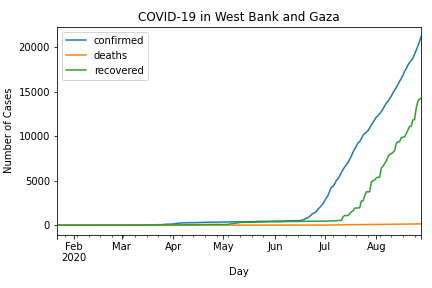 COVID-19 in West Bank and Gaza
confirmed
deaths
recovered
Number of Cases
20000
15000
10000
5000
0
Feb Mar Apr May Jun Jul Aug
2020
Day